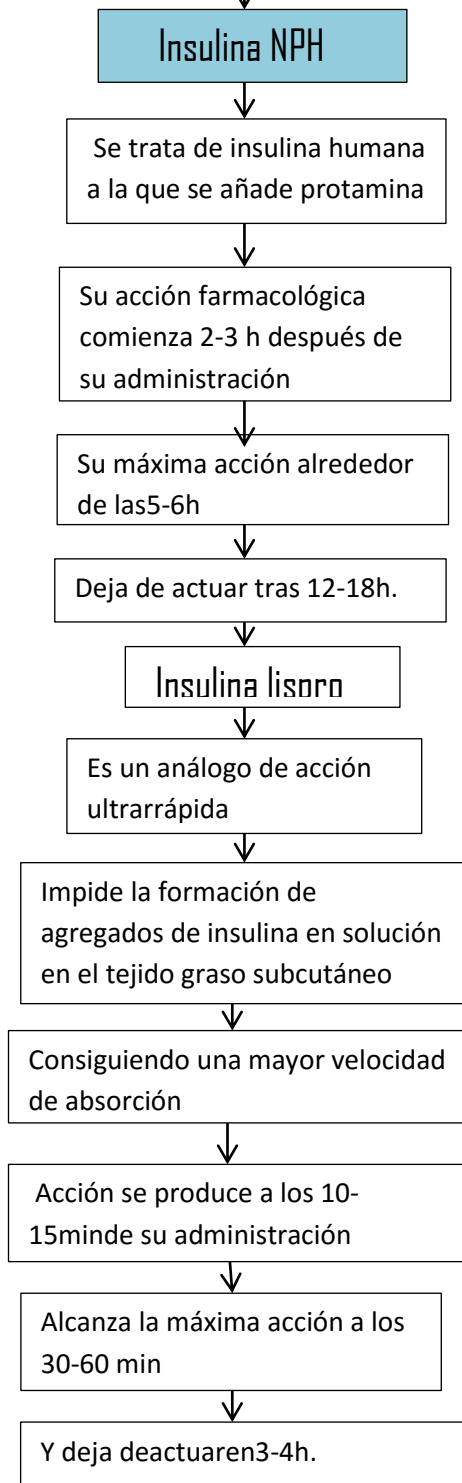 Insulina NPH
Se trata de insulina humana
a la que se añade protamina
Su acción farmacológica
comienza 2-3 h después de
su administración
Su máxima acción alrededor
de las5-6h
Deja de actuar tras 12-18h.
Insulina lispro
Es un análogo de acción
ultrarrápida
Impide la formación de
agregados de insulina en solución
en el tejido graso subcutáneo
Consiguiendo una mayor velocidad
de absorción
Acción se produce a los 10-
15minde su administración
Alcanza la máxima acción a los
30-60 min
Y deja deactuaren3-4h.